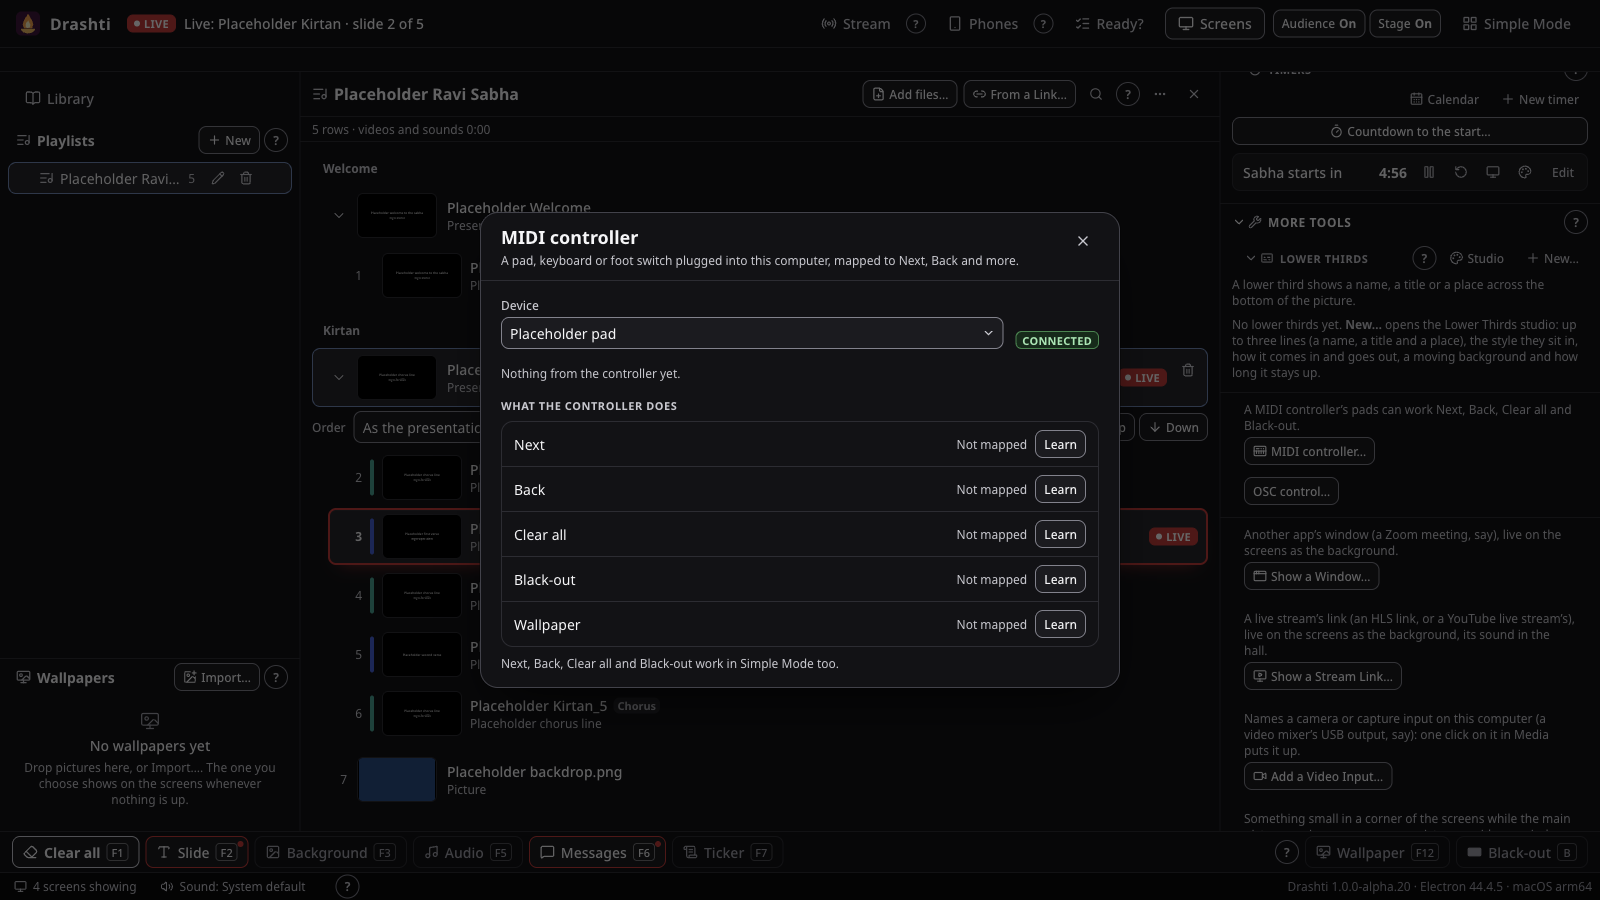 Drashti
LIVE
Live: Placeholder Kirtan · slide 2 of 5
Stream
?
Phones
?
Ready?
Screens
Audience On
Stage On
Simple Mode
Library
Playlists
New
?
Placeholder Ravi...
5
Wallpapers
Import...
?
No wallpapers yet
Drop pictures here, or Import.... The one you
choose shows on the screens whenever
nothing is up.
Placeholder Ravi Sabha
Add files...
From a Link...
?
5 rows · videos and sounds 0:00
Welcome
Placeholder Welcome
1
Kirtan
LIVE
Order
As the presentatic
Down
2
3
LIVE
4
5
6
Placeholder Kirtan_5
Chorus
Placeholder chorus line
7
Placeholder backdrop.png
Picture
MIDI controller
A pad, keyboard or foot switch plugged into this computer, mapped to Next, Back and more.
Device
Placeholder pad
CONNECTED
Nothing from the controller yet.
WHAT THE CONTROLLER DOES
Next
Not mapped
Learn
Back
Not mapped
Learn
Clear all
Not mapped
Learn
Black-out
Not mapped
Learn
Wallpaper
Not mapped
Learn
Next, Back, Clear all and Black-out work in Simple Mode too.
?
Calendar
New timer
Countdown to the start...
Sabha starts in
4:56
Edit
MORE TOOLS
?
LOWER THIRDS
?
Studio
New...
A lower third shows a name, a title or a place across the
bottom of the picture.
No lower thirds yet. New... opens the Lower Thirds studio: up
to three lines (a name, a title and a place), the style they sit in,
how it comes in and goes out, a moving background and how
long it stays up.
A MIDI controller's pads can work Next, Back, Clear all and
Black-out.
MIDI controller...
OSC control...
Another app's window (a Zoom meeting, say), live on the
screens as the background.
Show a Window...
A live stream's link (an HLS link, or a YouTube live stream's),
live on the screens as the background, its sound in the
hall.
Show a Stream Link...
Names a camera or capture input on this computer (a
video mixer's USB output, say): one click on it in Media
puts it up.
Add a Video Input...
Something small in a corner of the screens while the main
Clear all F1
Slide F2
Background F3
Audio F5
Messages F6
Ticker F7
?
Wallpaper F12
Black-out B
4 screens showing
Sound: System default
?
Drashti 1.0.0-alpha.20 · Electron 44.4.5 · macOS arm64